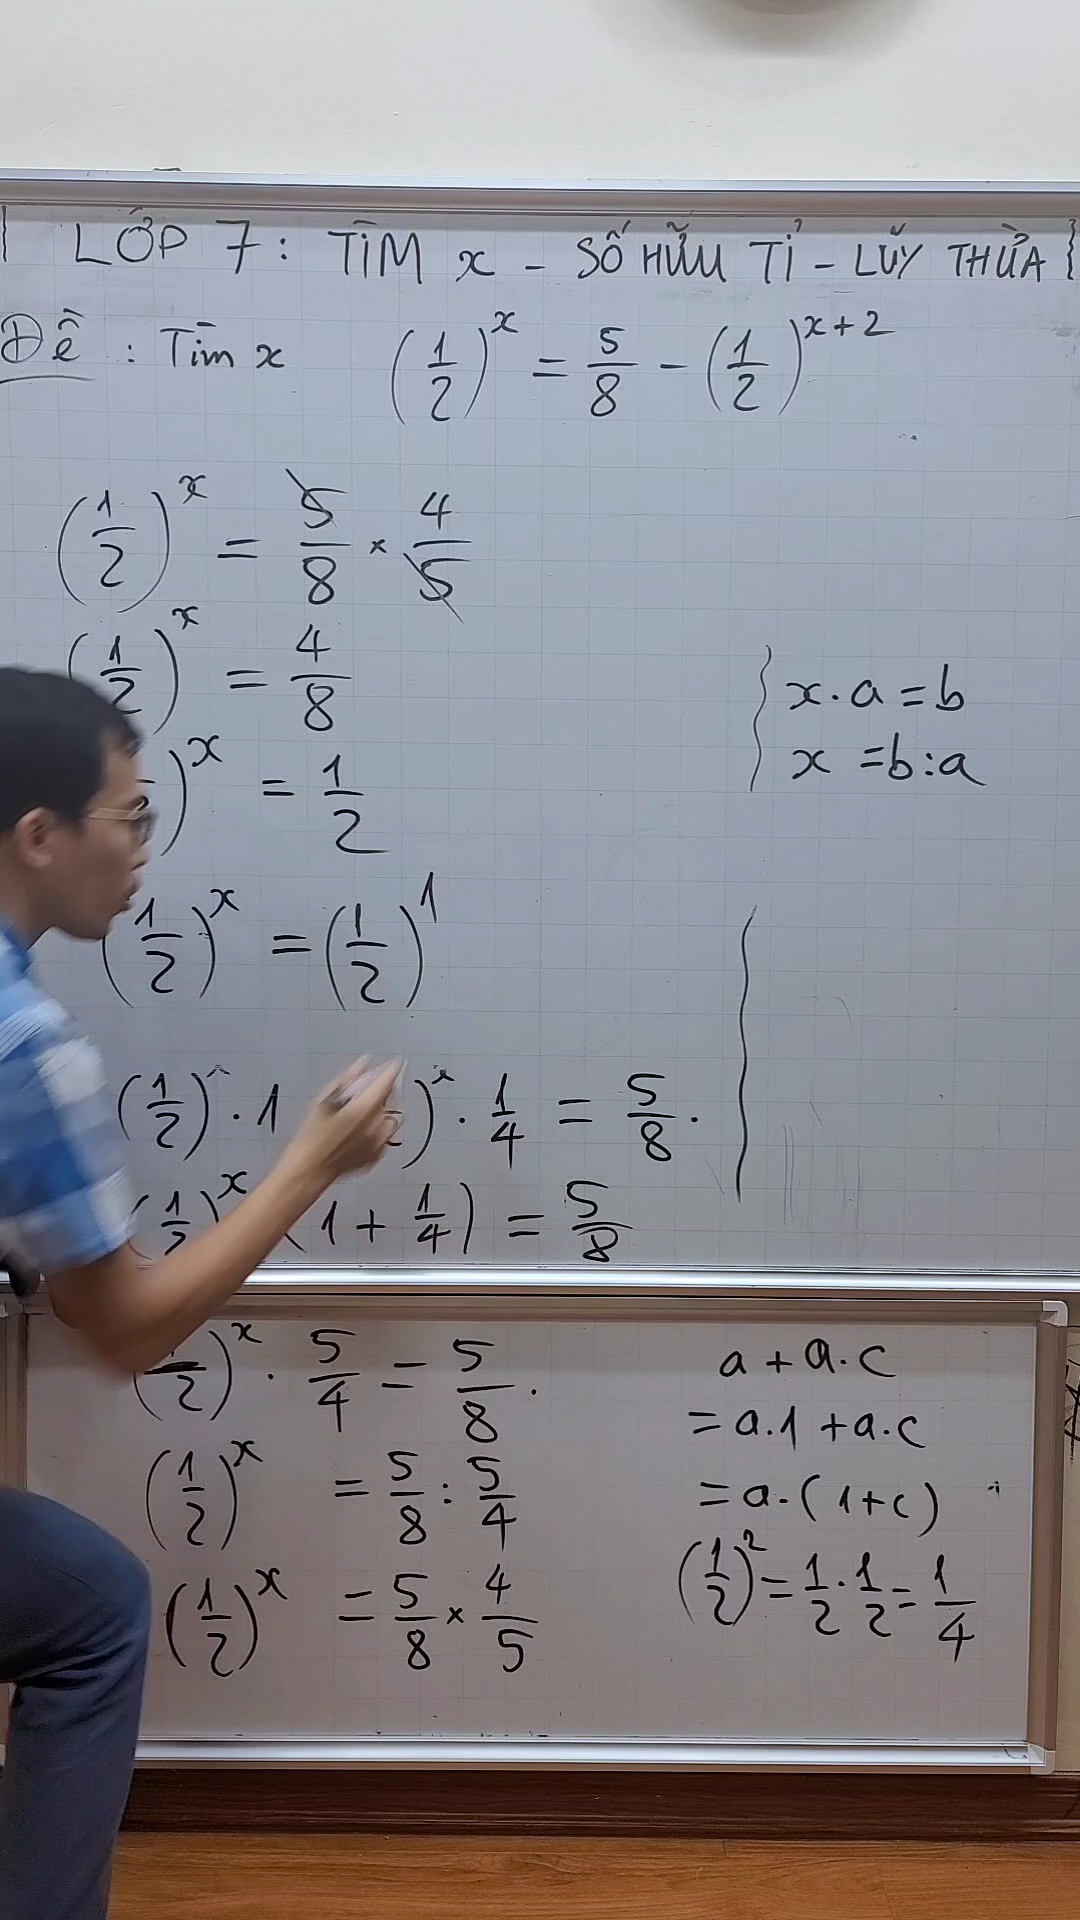 LỚP 7 : TÌM x - SỐ HỮU TỈ - LŨY THỪA
Đề : Tìm x (1/2)^x = 5/8 - (1/2)^(x+2)
(1/2)^x = 5/8 × 4/5
(1/2)^x = 4/8
)^x = 1/2
(1/2)^x = (1/2)^1
x . a = b
x = b : a
(1/2)^x . 1 )^x . 1/4 = 5/8 .
(1/2)^x (1 + 1/4) = 5/8
/2)^x . 5/4 = 5/8 .
(1/2)^x = 5/8 : 5/4
(1/2)^x = 5/8 × 4/5
a + a . c
= a . 1 + a . c
= a . (1 + c)
(1/2)^2 = 1/2 . 1/2 = 1/4